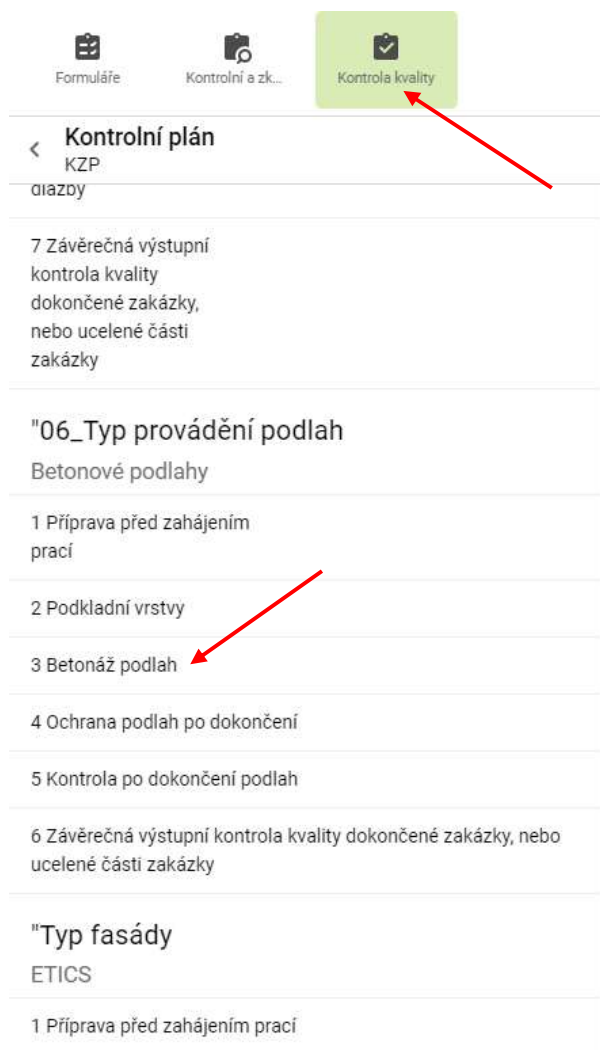 Formuláře
Kontrolní a zk...
Kontrola kvality
Kontrolní plán
KZP
dlažby
7 Závěrečná výstupní
kontrola kvality
dokončené zakázky,
nebo ucelené části
zakázky
"06_Typ provádění podlah
Betonové podlahy
1 Příprava před zahájením
prací
2 Podkladní vrstvy
3 Betonáž podlah
4 Ochrana podlah po dokončení
5 Kontrola po dokončení podlah
6 Závěrečná výstupní kontrola kvality dokončené zakázky, nebo
ucelené části zakázky
"Typ fasády
ETICS
1 Příprava před zahájením prací